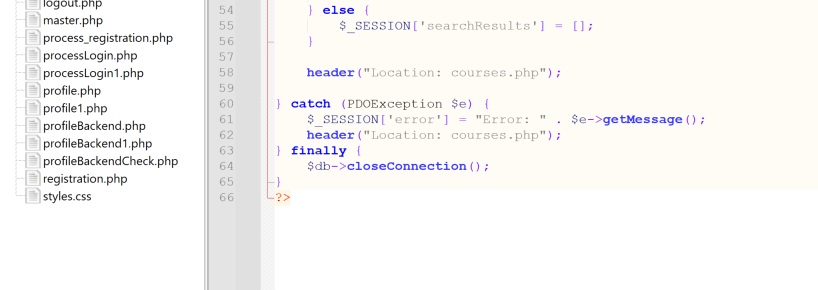 logout.php
master.php
process_registration.php
processLogin.php
processLogin1.php
profile.php
profile1.php
profileBackend.php
profileBackend1.php
profileBackendCheck.php
registration.php
styles.css
54 } else {
55 $_SESSION['searchResults'] = [];
56 }
57
58 header("Location: courses.php");
59
60 } catch (PDOException $e) {
61 $_SESSION['error'] = "Error: " . $e->getMessage();
62 header("Location: courses.php");
63 } finally {
64 $db->closeConnection();
65 }
66 ?>